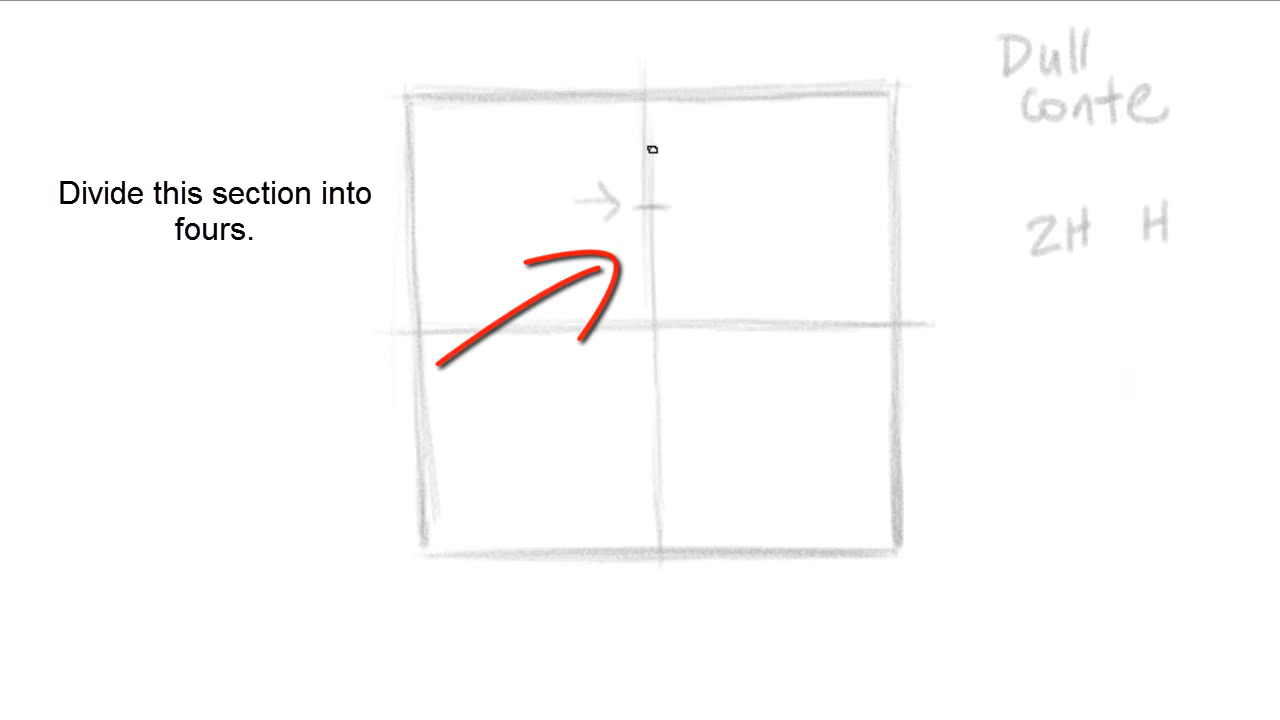 Dull
conte
Divide this section into
fours.
2H H